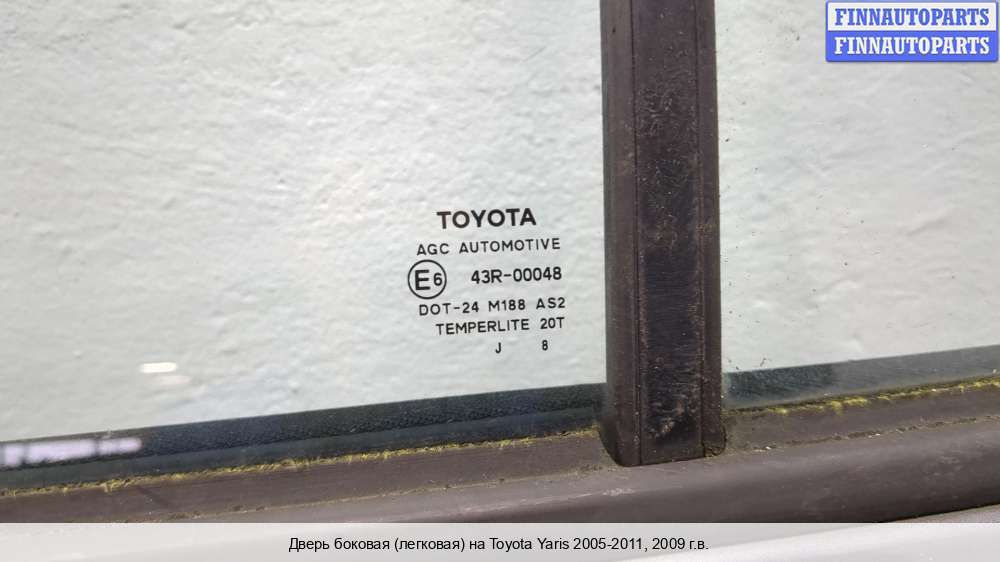 FINNAUTOPARTS
FINNAUTOPARTS
TOYOTA
AGC AUTOMOTIVE
E6 43R-00048
DOT-24 M188 AS2
TEMPERLITE 20T
J 8
Дверь боковая (легковая) на Toyota Yaris 2005-2011, 2009 г.в.